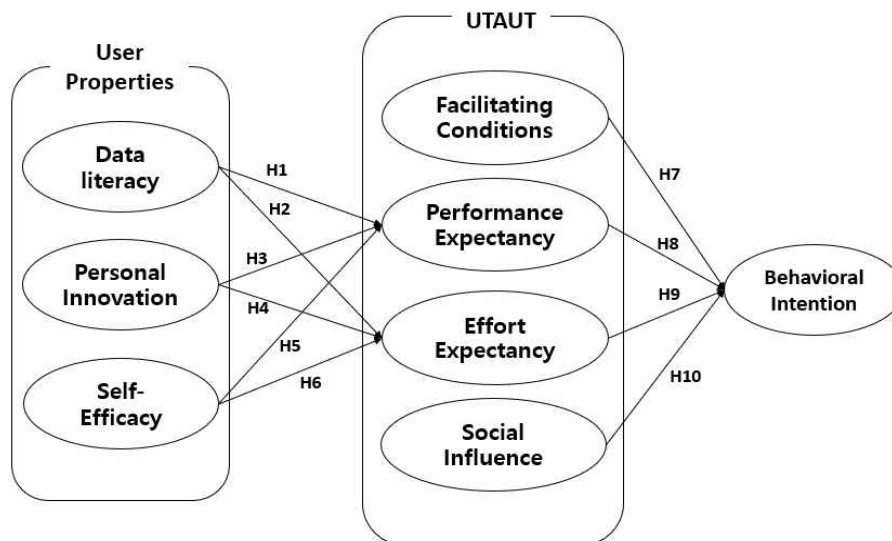 User
Properties
Data
literacy
Personal
Innovation
Self-
Efficacy
H1
H2
H3
H4
H5
H6
UTAUT
Facilitating
Conditions
Performance
Expectancy
Effort
Expectancy
Social
Influence
H7
H8
H9
H10
Behavioral
Intention